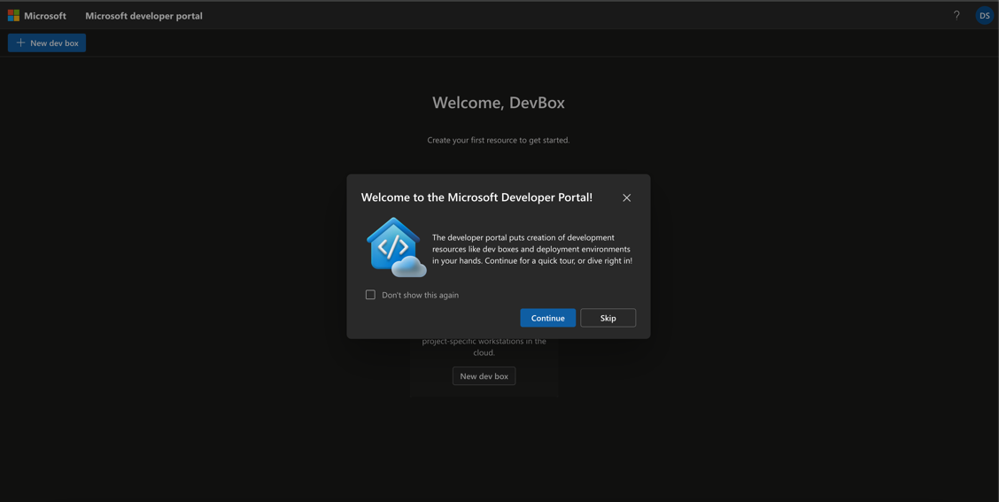 Microsoft
Microsoft developer portal
?
DS
New dev box
Welcome, DevBox
Create your first resource to get started.
Welcome to the Microsoft Developer Portal!
The developer portal puts creation of development
resources like dev boxes and deployment environments
in your hands. Continue for a quick tour, or dive right in!
Don't show this again
Continue
Skip
project-specific workstations in the
cloud.
New dev box